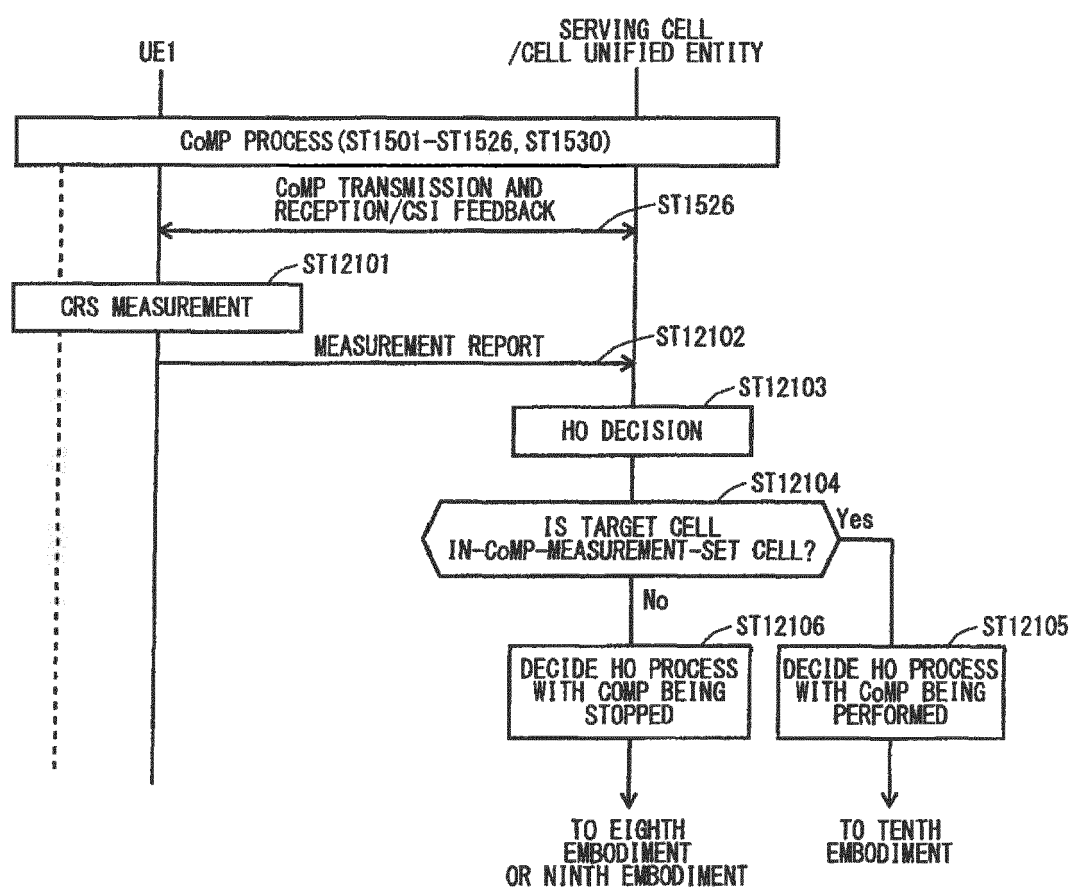 UE1
SERVING CELL
/CELL UNIFIED ENTITY
CoMP PROCESS(ST1501-ST1526, ST1530)
CoMP TRANSMISSION AND
RECEPTION/CSI FEEDBACK
ST1526
ST12101
CRS MEASUREMENT
MEASUREMENT REPORT
ST12102
ST12103
HO DECISION
ST12104
IS TARGET CELL
IN-CoMP-MEASUREMENT-SET CELL?
Yes
No
ST12106
ST12105
DECIDE HO PROCESS
WITH COMP BEING
STOPPED
DECIDE HO PROCESS
WITH CoMP BEING
PERFORMED
TO EIGHTH
EMBODIMENT
OR NINTH EMBODIMENT
TO TENTH
EMBODIMENT